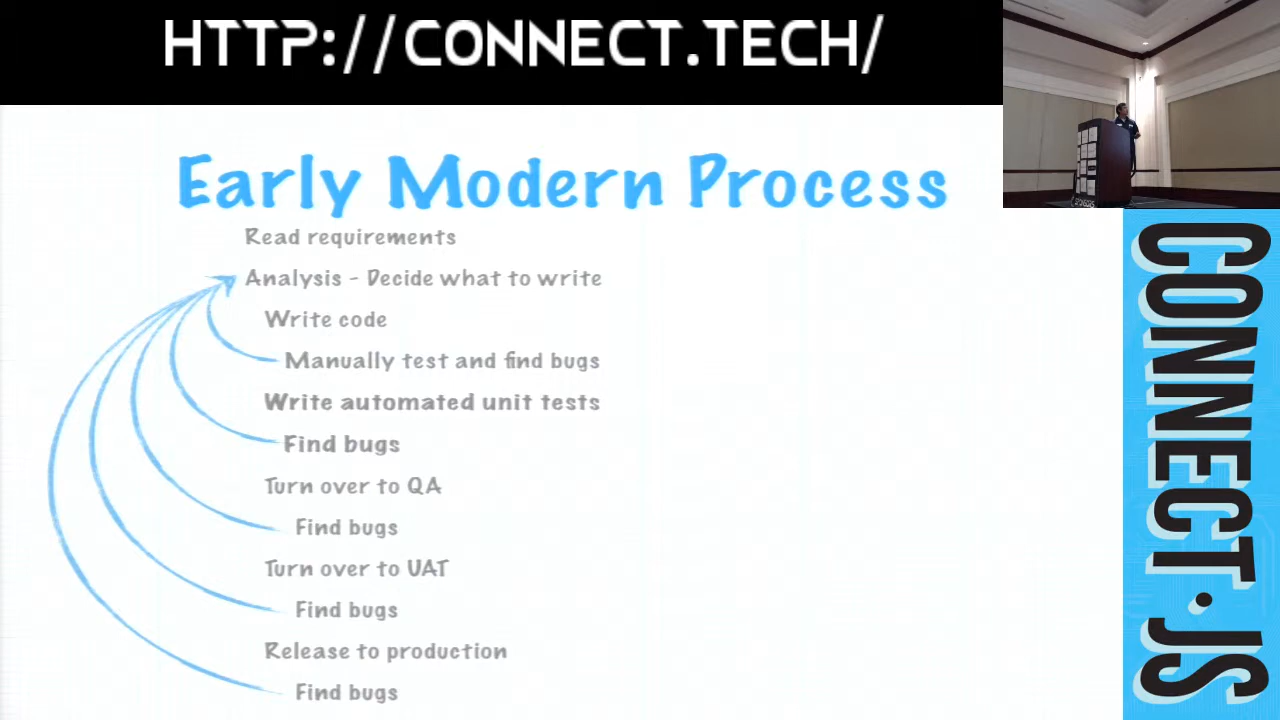 HTTP://CONNECT.TECH/
Early Modern Process
Read requirements
Analysis - Decide what to write
Write code
Manually test and find bugs
Write automated unit tests
Find bugs
Turn over to QA
Find bugs
Turn over to UAT
Find bugs
Release to production
Find bugs
CONNECT.JS